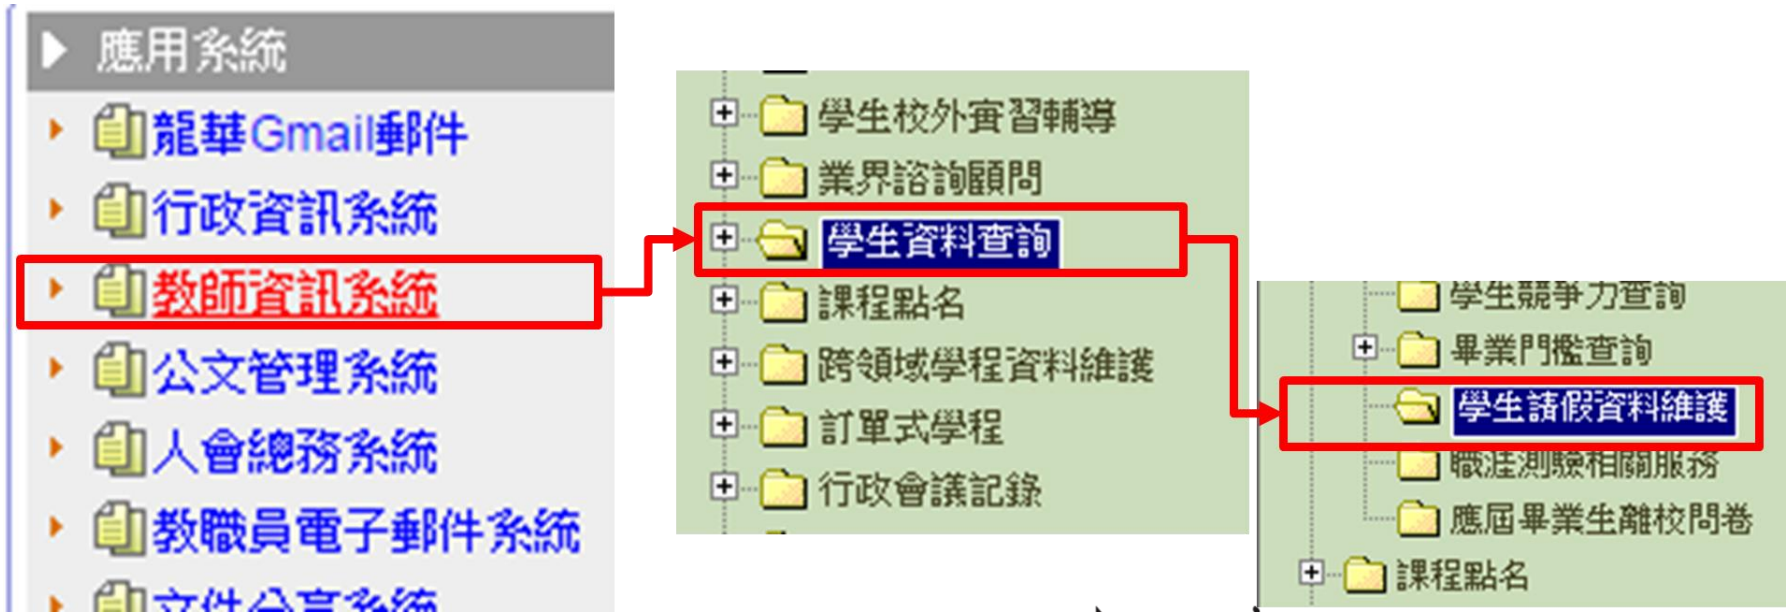 應用系統
龍華Gmail郵件
行政資訊系統
教師資訊系統
公文管理系統
人會總務系統
教職員電子郵件系統
文件分享系統
學生校外實習輔導
業界諮詢顧問
學生資料查詢
課程點名
跨領域學程資料維護
訂單式學程
行政會議記錄
學生競爭力查詢
畢業門檻查詢
學生請假資料維護
職涯測驗相關服務
應屆畢業生離校問卷
課程點名